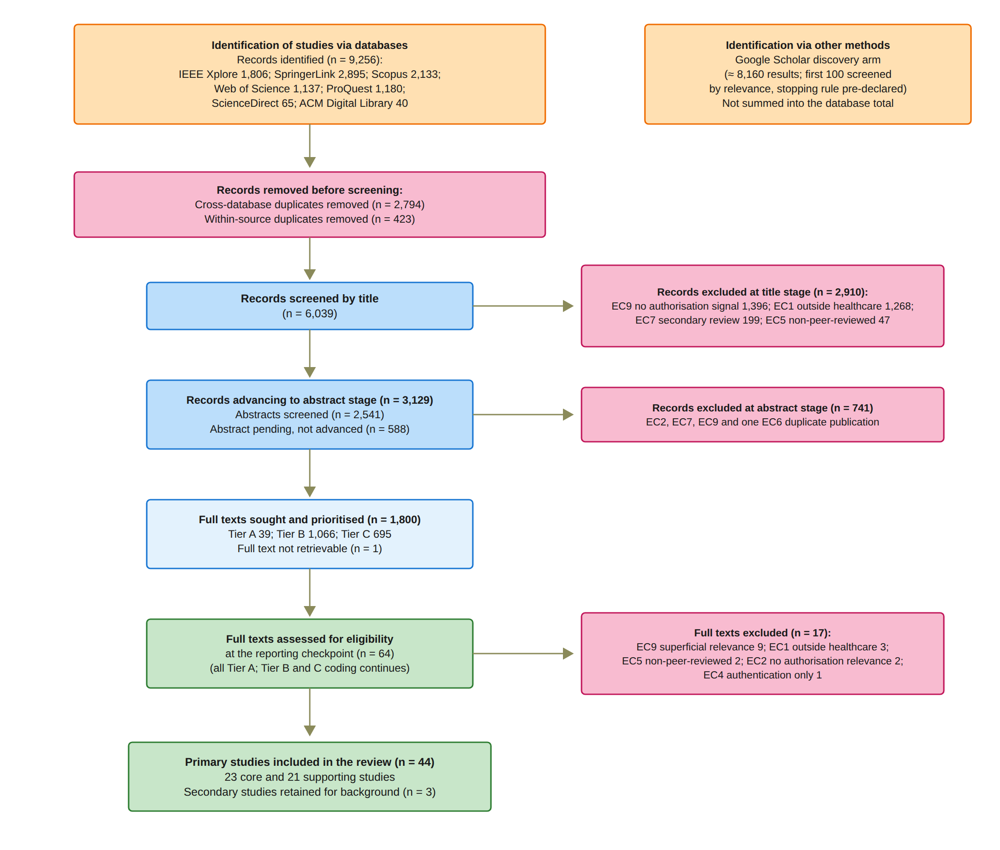 Identification of studies via databases
Records identified (n = 9,256):
IEEE Xplore 1,806; SpringerLink 2,895; Scopus 2,133;
Web of Science 1,137; ProQuest 1,180;
ScienceDirect 65; ACM Digital Library 40
Identification via other methods
Google Scholar discovery arm
(≈ 8,160 results; first 100 screened
by relevance, stopping rule pre-declared)
Not summed into the database total
Records removed before screening:
Cross-database duplicates removed (n = 2,794)
Within-source duplicates removed (n = 423)
Records screened by title
(n = 6,039)
Records excluded at title stage (n = 2,910):
EC9 no authorisation signal 1,396; EC1 outside healthcare 1,268;
EC7 secondary review 199; EC5 non-peer-reviewed 47
Records advancing to abstract stage (n = 3,129)
Abstracts screened (n = 2,541)
Abstract pending, not advanced (n = 588)
Records excluded at abstract stage (n = 741)
EC2, EC7, EC9 and one EC6 duplicate publication
Full texts sought and prioritised (n = 1,800)
Tier A 39; Tier B 1,066; Tier C 695
Full text not retrievable (n = 1)
Full texts assessed for eligibility
at the reporting checkpoint (n = 64)
(all Tier A; Tier B and C coding continues)
Full texts excluded (n = 17):
EC9 superficial relevance 9; EC1 outside healthcare 3;
EC5 non-peer-reviewed 2; EC2 no authorisation relevance 2;
EC4 authentication only 1
Primary studies included in the review (n = 44)
23 core and 21 supporting studies
Secondary studies retained for background (n = 3)